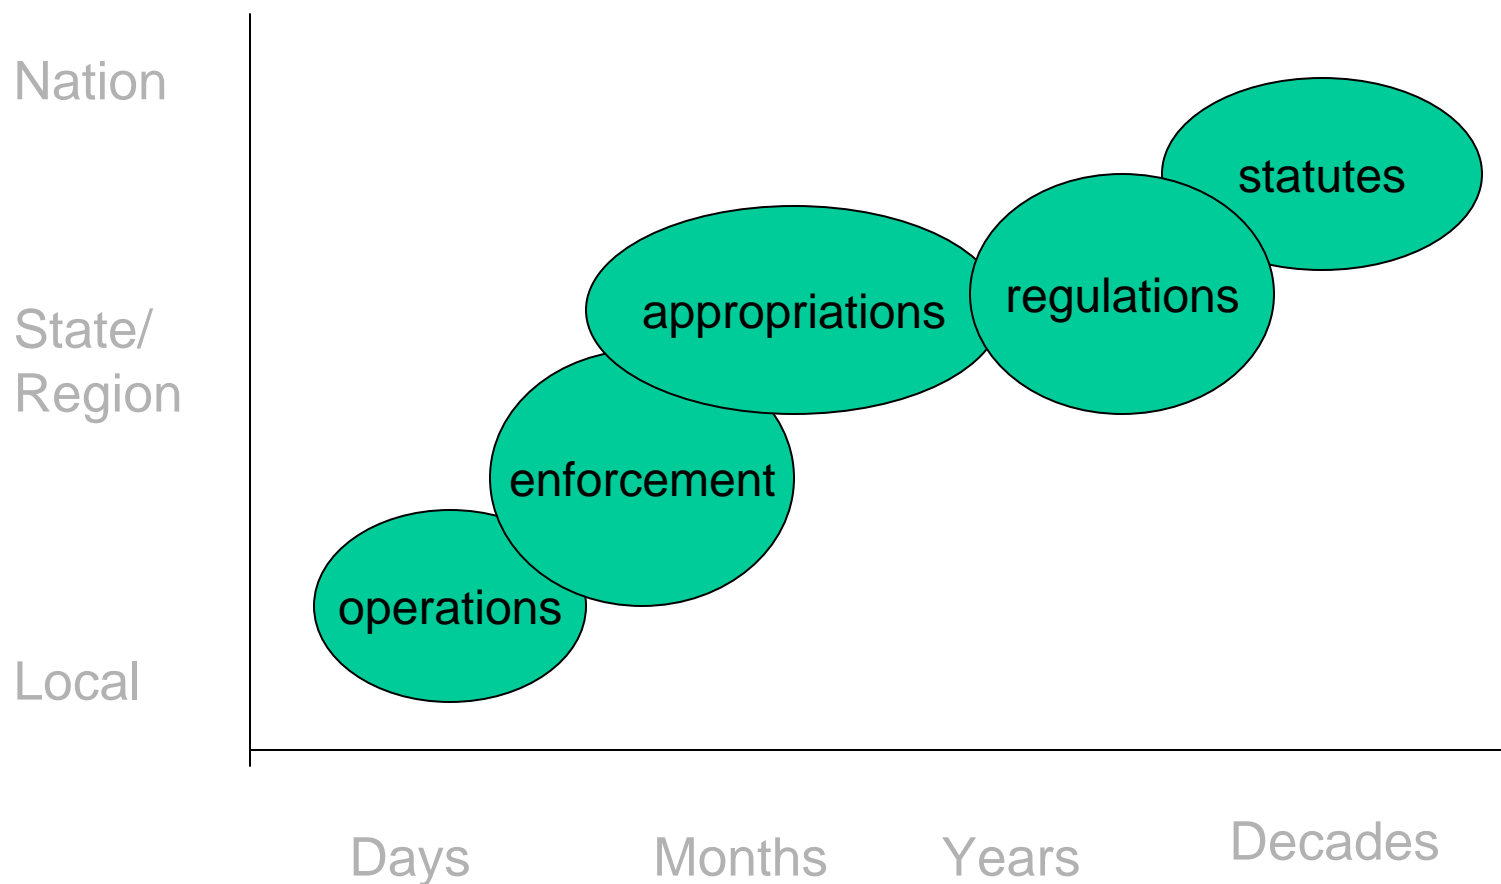 Nation
statutes
regulations
appropriations
State/
Region
enforcement
operations
Local
Days
Months
Years
Decades